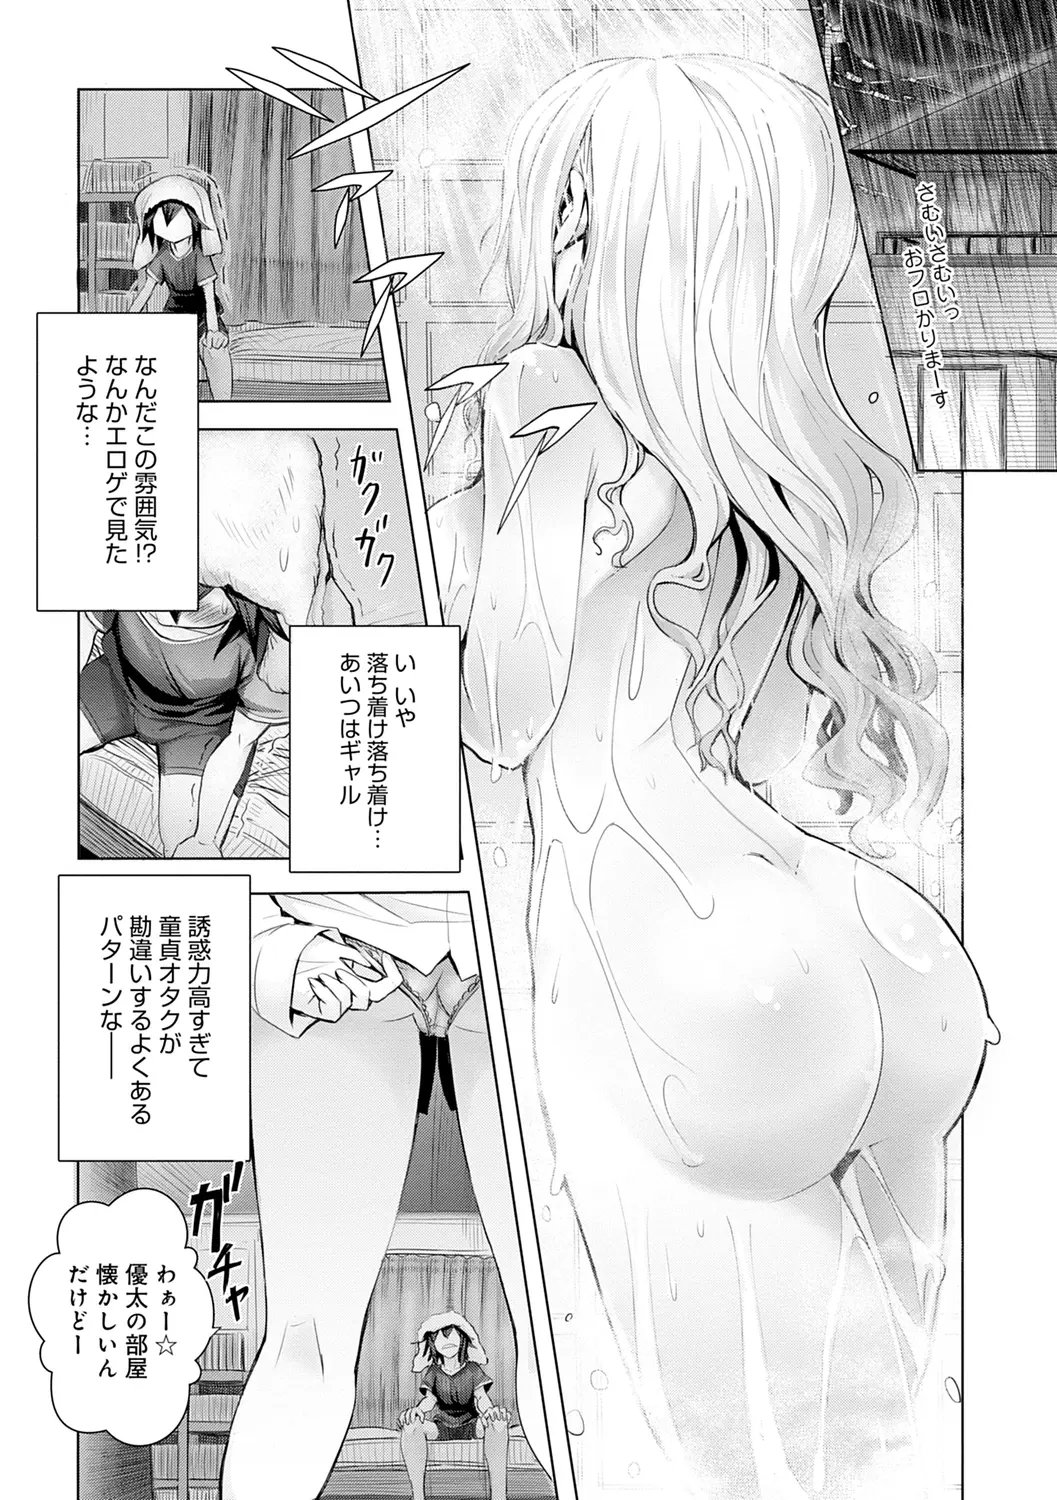 さむいさむいっ
おフロかりまーす
なんだこの雰囲気!?
なんかエロゲで見た
ような…
ガク
ガク
い いや
落ち着け落ち着け…
あいつはギャル
誘惑力高すぎて
童貞オタクが
勘違いするよくある
パターンな――
ガチャ
わぁー☆
優太の部屋
懐かしいん
だけどー